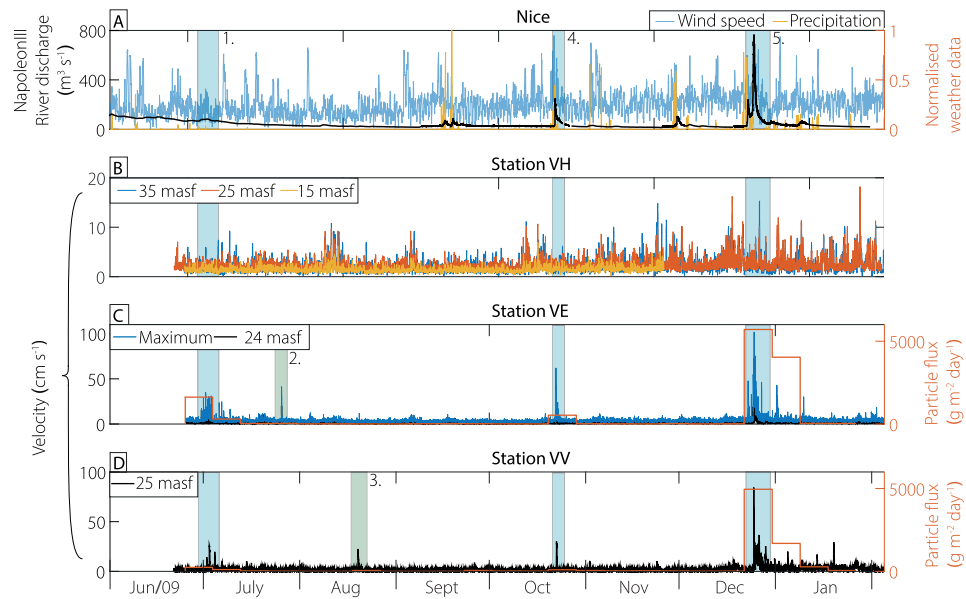 A
Nice
Wind speed
Precipitation
NapoleonIII
River discharge
(m³ s⁻¹)
800
400
0
1.
4.
5.
1
0.5
0
Normalised
weather data
B
Station VH
35 masf
25 masf
15 masf
20
10
0
Velocity (cm s⁻¹)
C
Station VE
Maximum
24 masf
100
50
0
2.
5000
0
Particle flux
(g m⁻² day⁻¹)
D
Station VV
25 masf
100
50
0
3.
5000
0
Particle flux
(g m⁻² day⁻¹)
Jun/09
July
Aug
Sept
Oct
Nov
Dec
Jan